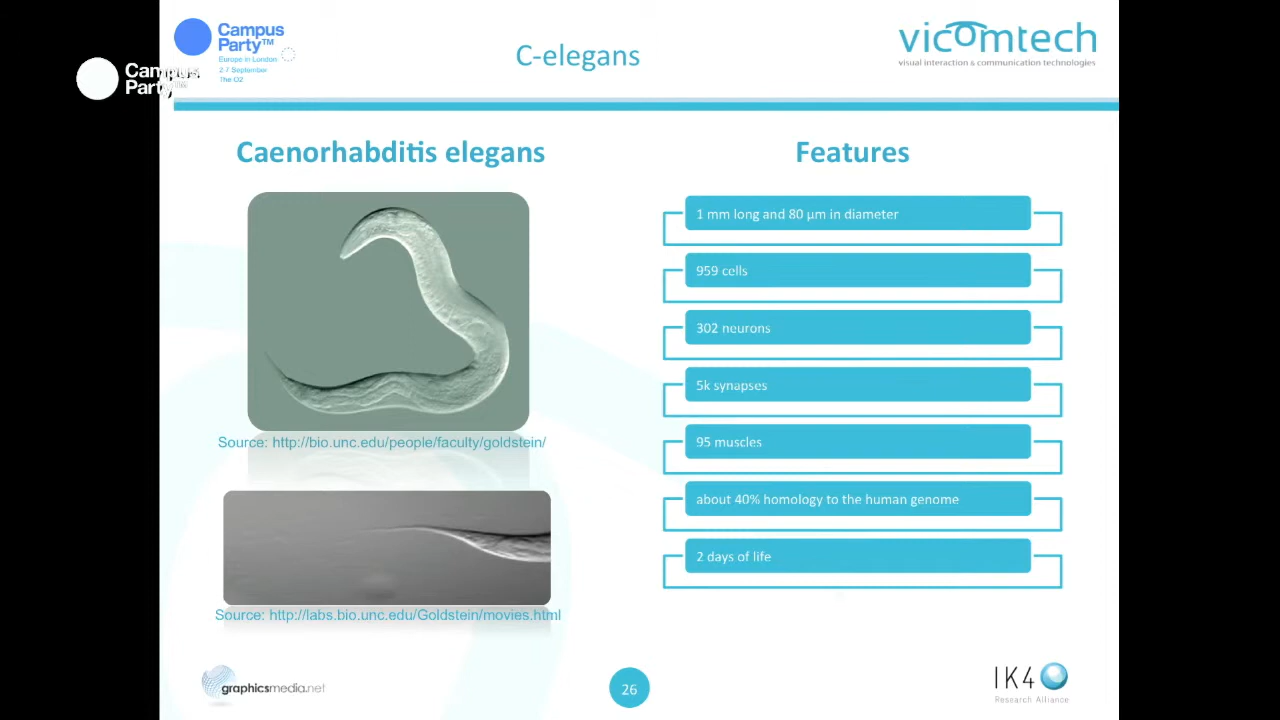 Campus
Party™
Europe in London
2-7 September
The O2
Campus
Party™
C-elegans
vicomtech
visual interaction & communication technologies
Caenorhabditis elegans
Features
1 mm long and 80 µm in diameter
959 cells
302 neurons
5k synapses
95 muscles
about 40% homology to the human genome
2 days of life
Source: http://bio.unc.edu/people/faculty/goldstein/
Source: http://labs.bio.unc.edu/Goldstein/movies.html
graphicsmedia.net
26
IK4
Research Alliance